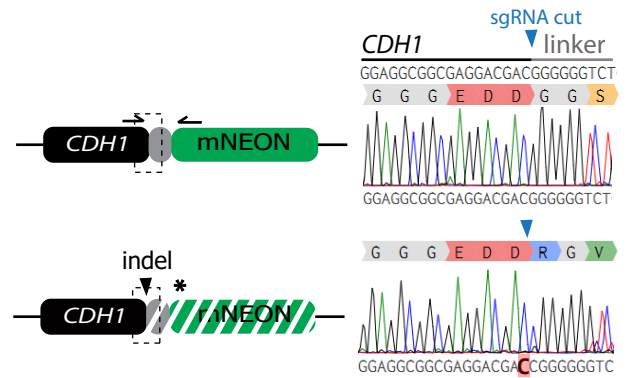 sgRNA cut
CDH1 linker
GGAGGCGGCGAGGACGACGGGGGGTCT
G G G E D D G G S
CDH1 mNEON
GGAGGCGGCGAGGACGACGGGGGGTCT
indel
*
G G G E D D R G V
CDH1 mNEON
GGAGGCGGCGAGGACGACCGGGGGGTC